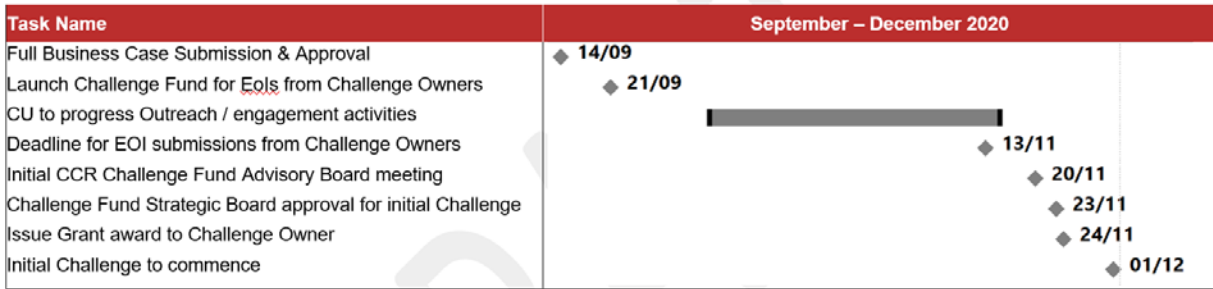 Task Name September – December 2020
Full Business Case Submission & Approval 14/09
Launch Challenge Fund for EoIs from Challenge Owners 21/09
CU to progress Outreach / engagement activities
Deadline for EOI submissions from Challenge Owners 13/11
Initial CCR Challenge Fund Advisory Board meeting 20/11
Challenge Fund Strategic Board approval for initial Challenge 23/11
Issue Grant award to Challenge Owner 24/11
Initial Challenge to commence 01/12